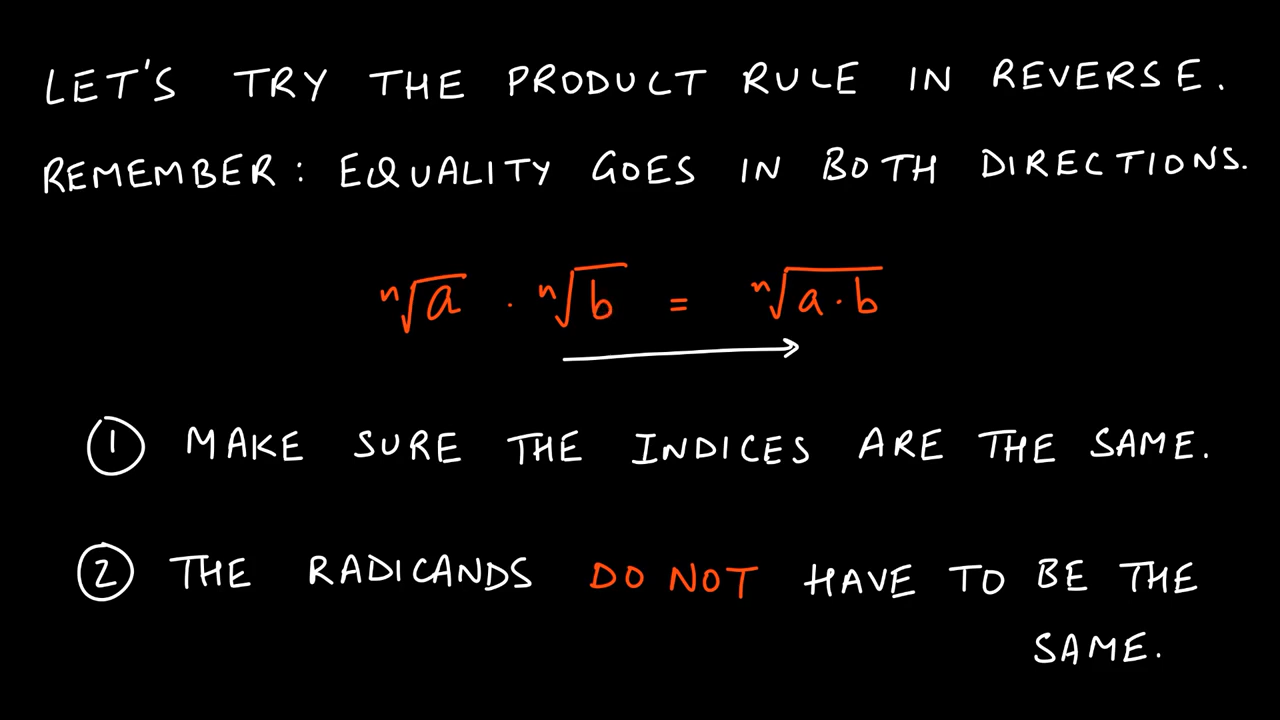 LET'S TRY THE PRODUCT RULE IN REVERSE.
REMEMBER: EQUALITY GOES IN BOTH DIRECTIONS.
ⁿ√a · ⁿ√b = ⁿ√(a·b)
① MAKE SURE THE INDICES ARE THE SAME.
② THE RADICANDS DO NOT HAVE TO BE THE
SAME.